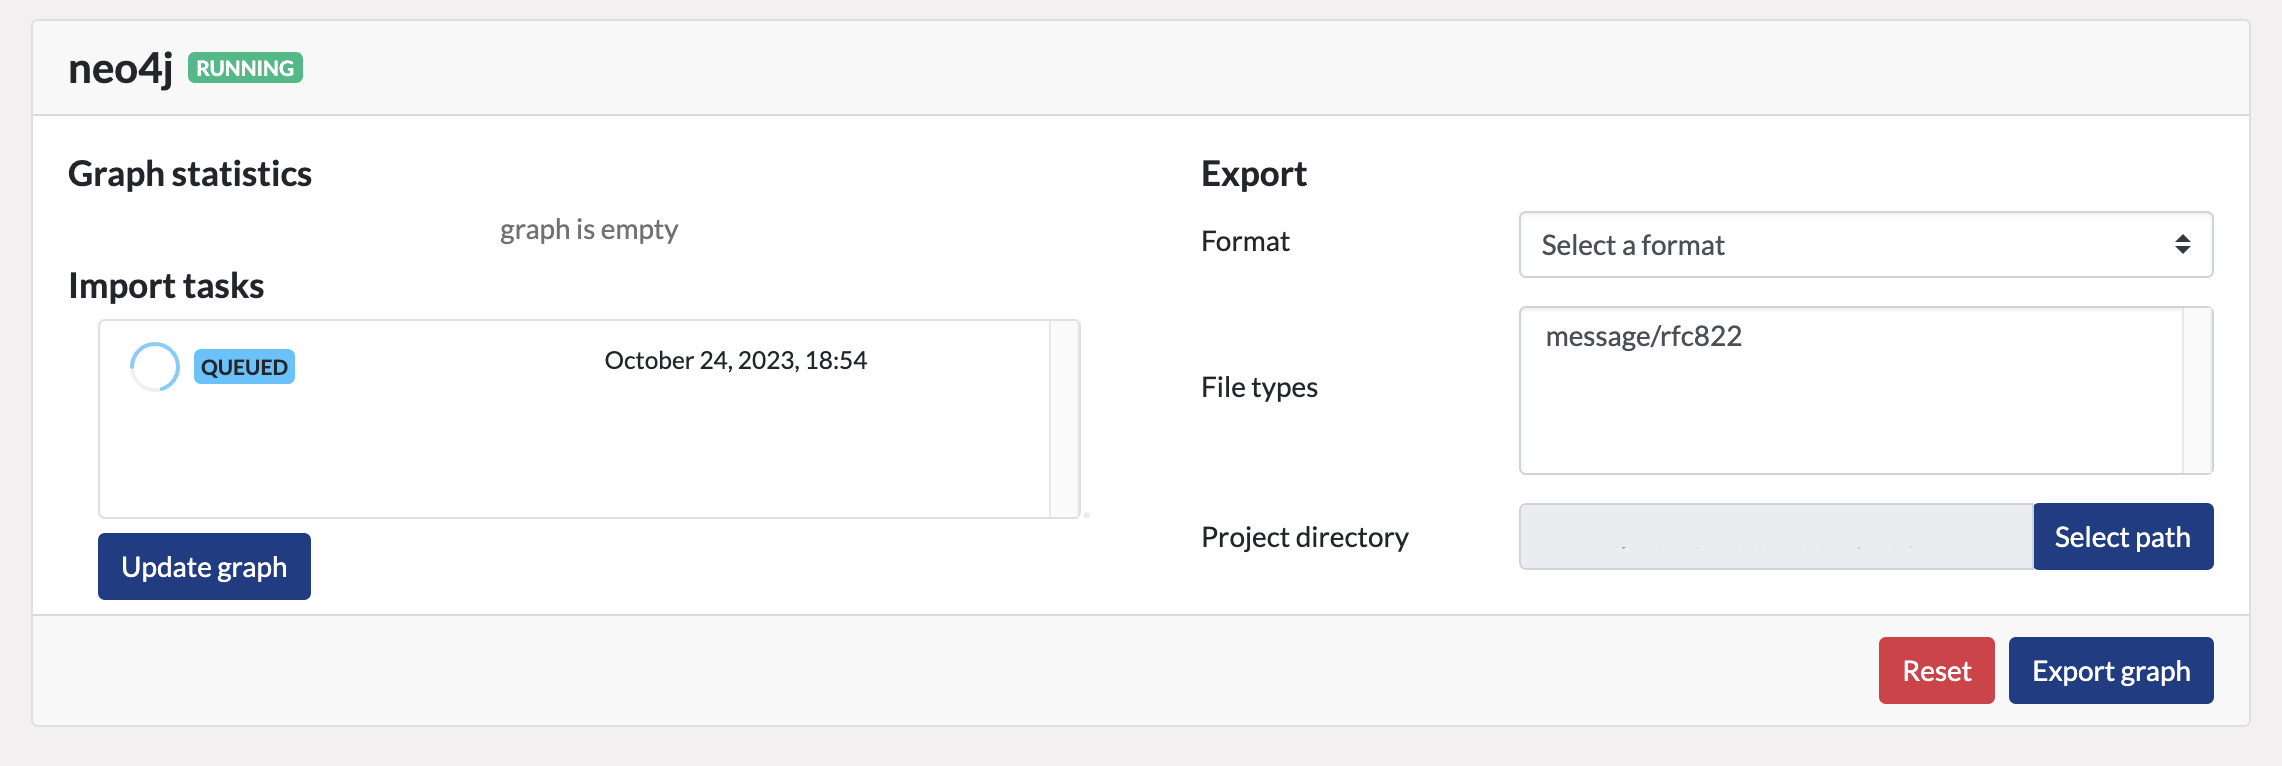 neo4j RUNNING
Graph statistics
graph is empty
Import tasks
QUEUED October 24, 2023, 18:54
Update graph
Export
Format Select a format
File types message/rfc822
Project directory Select path
Reset Export graph